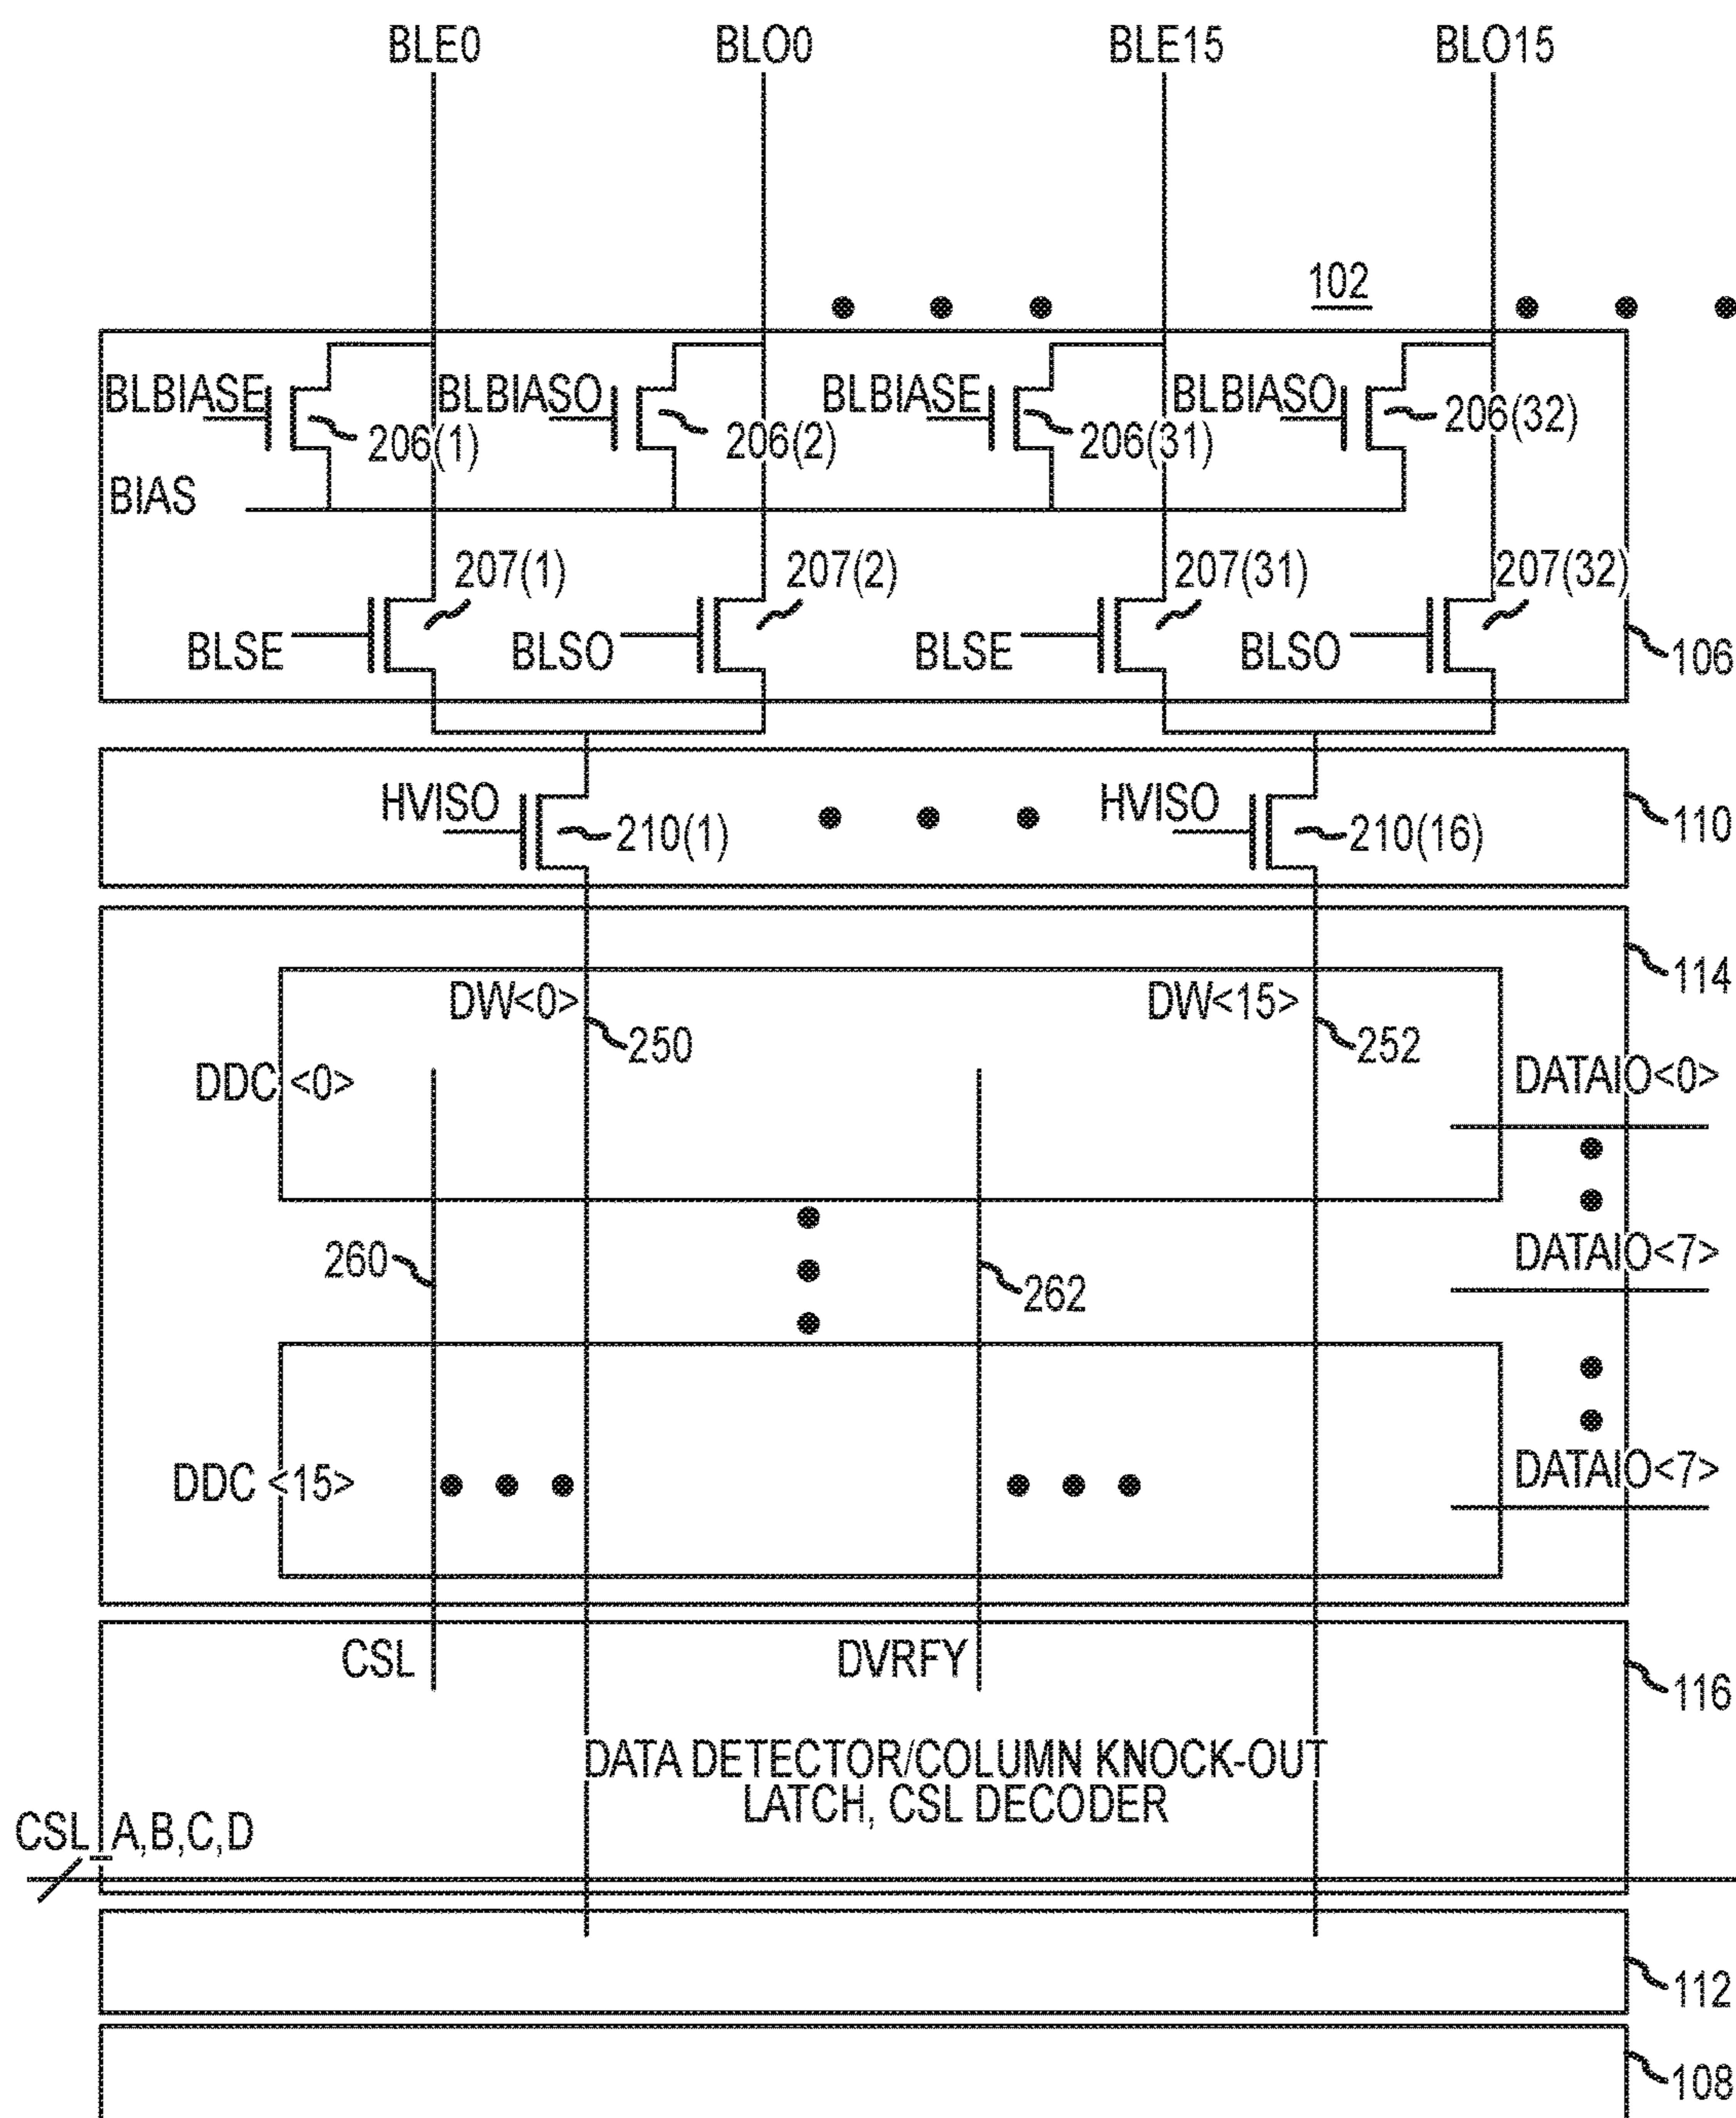 BLE0 BLO0 BLE15 BLO15
102
BLBIASE BLBIASO BLBIASE BLBIASO
206(1) 206(2) 206(31) 206(32)
BIAS
207(1) 207(2) 207(31) 207(32)
BLSE BLSO BLSE BLSO
106
HVISO HVISO
210(1) 210(16)
110
114
DW<0> DW<15>
250 252
DDC <0> DATAIO<0>
260 262 DATAIO<7>
DDC <15> DATAIO<7>
CSL DVRFY
116
DATA DETECTOR/COLUMN KNOCK-OUT
LATCH, CSL DECODER
CSL_A,B,C,D
112
108